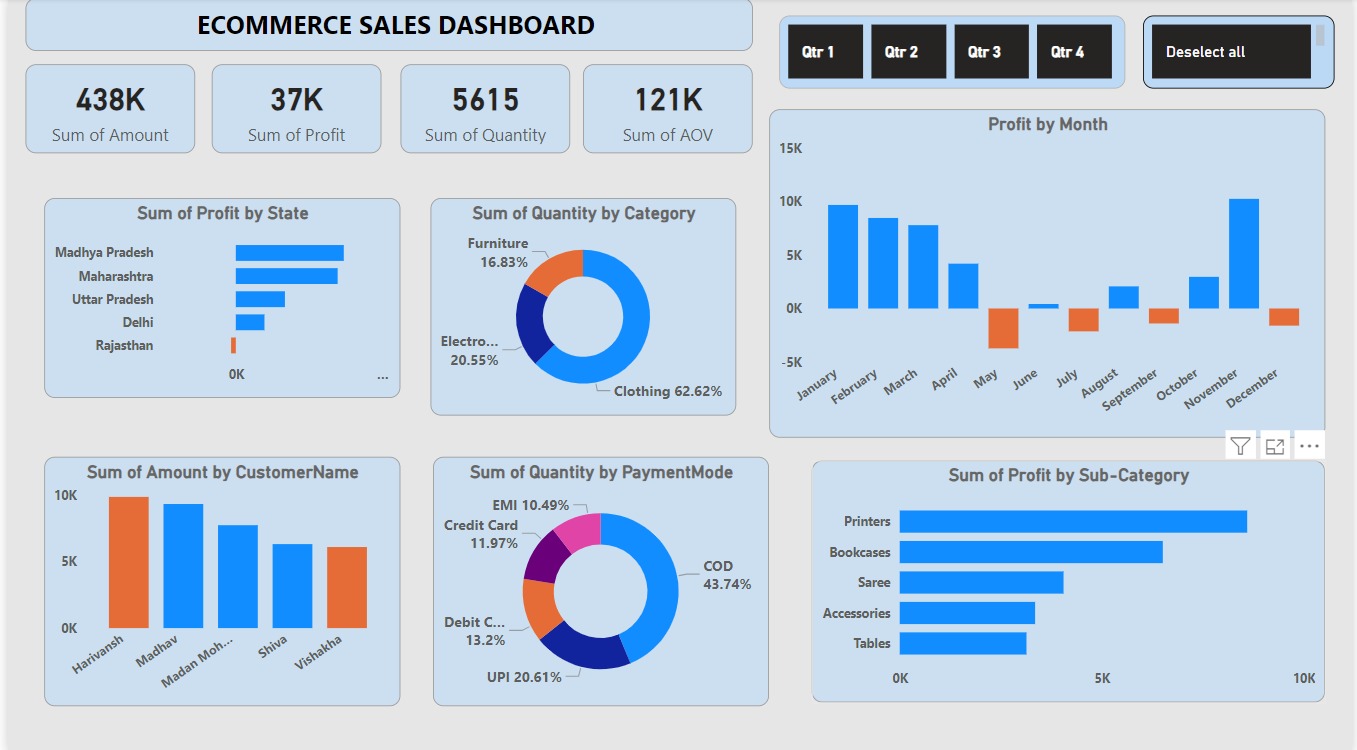 ECOMMERCE SALES DASHBOARD
Qtr 1
Qtr 2
Qtr 3
Qtr 4
Deselect all
438K
Sum of Amount
37K
Sum of Profit
5615
Sum of Quantity
121K
Sum of AOV
Profit by Month
15K
10K
5K
0K
-5K
January
February
March
April
May
June
July
August
September
October
November
December
Sum of Profit by State
Madhya Pradesh
Maharashtra
Uttar Pradesh
Delhi
Rajasthan
0K
...
Sum of Quantity by Category
Furniture
16.83%
Electro...
20.55%
Clothing 62.62%
Sum of Amount by CustomerName
10K
5K
0K
Harivansh
Madhav
Madan Moh...
Shiva
Vishakha
Sum of Quantity by PaymentMode
EMI 10.49%
Credit Card
11.97%
COD
43.74%
Debit C...
13.2%
UPI 20.61%
Sum of Profit by Sub-Category
Printers
Bookcases
Saree
Accessories
Tables
0K
5K
10K